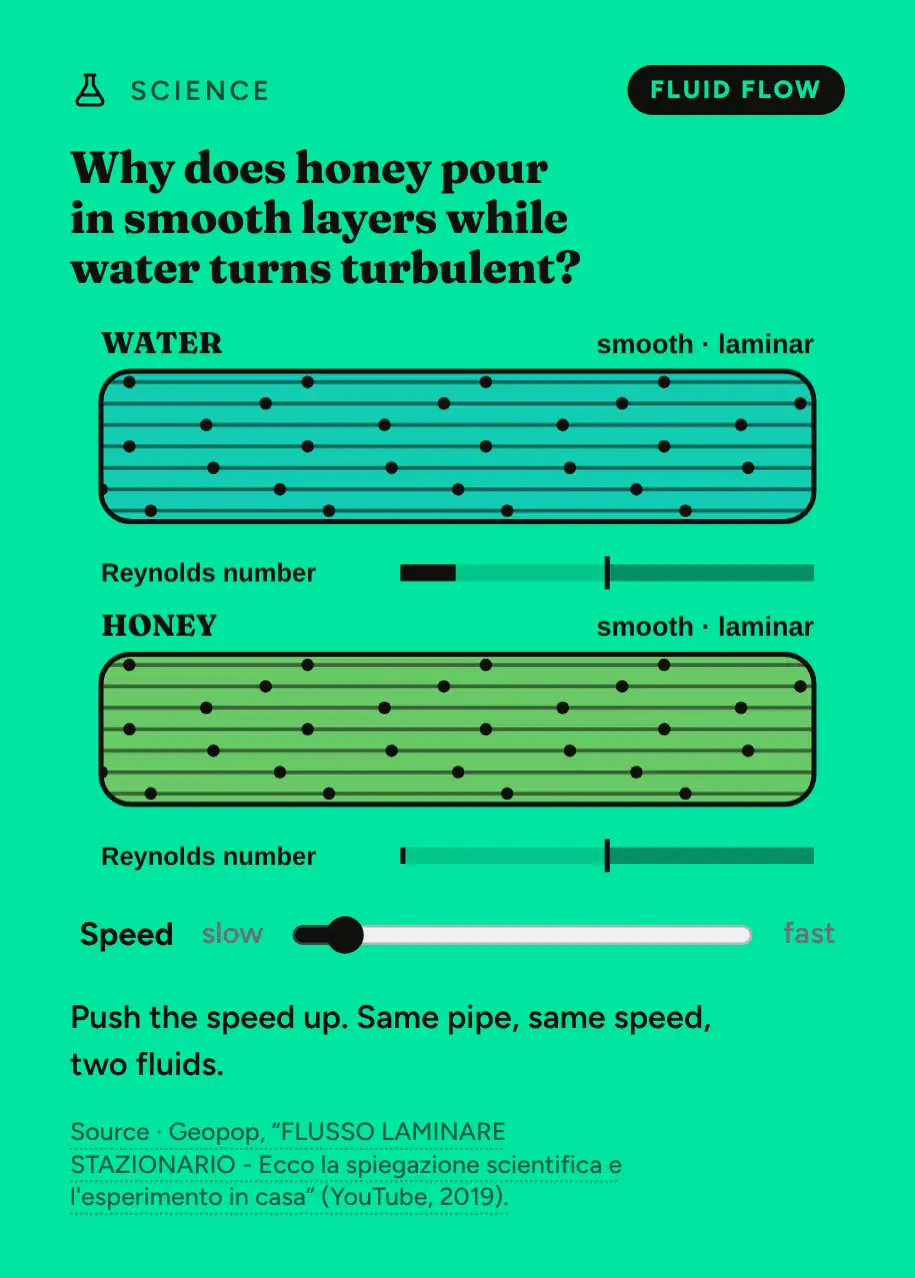 SCIENCE
FLUID FLOW
Why does honey pour
in smooth layers while
water turns turbulent?
WATER
smooth · laminar
Reynolds number
HONEY
smooth · laminar
Reynolds number
Speed slow fast
Push the speed up. Same pipe, same speed,
two fluids.
Source · Geopop, “FLUSSO LAMINARE
STAZIONARIO - Ecco la spiegazione scientifica e
l'esperimento in casa” (YouTube, 2019).